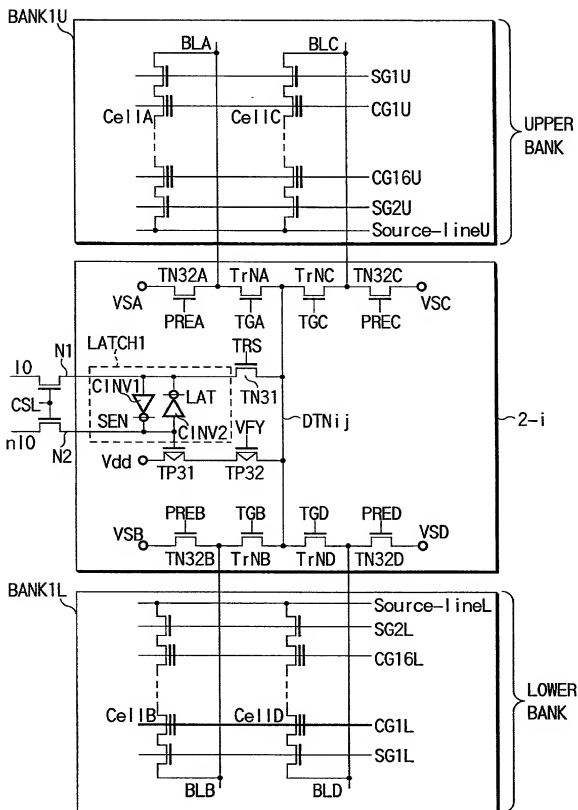 BANK1U
BLA BLC
SG1U
CellA CellC CG1U
UPPER
BANK
CG16U
SG2U
Source-lineU
TN32A TrNA TrNC TN32C
VSA VSC
PREA TGA TGC PREC
LATCH1
TRS
IO N1
CINV1 LAT TN31
CSL
SEN DTNij 2-i
CINV2 VFY
nIO N2
Vdd
TP31 TP32
PREB TGB TGD PRED
VSB VSD
TN32B TrNB TrND TN32D
BANK1L
Source-lineL
SG2L
CG16L
LOWER
BANK
CellB CellD CG1L
SG1L
BLB BLD